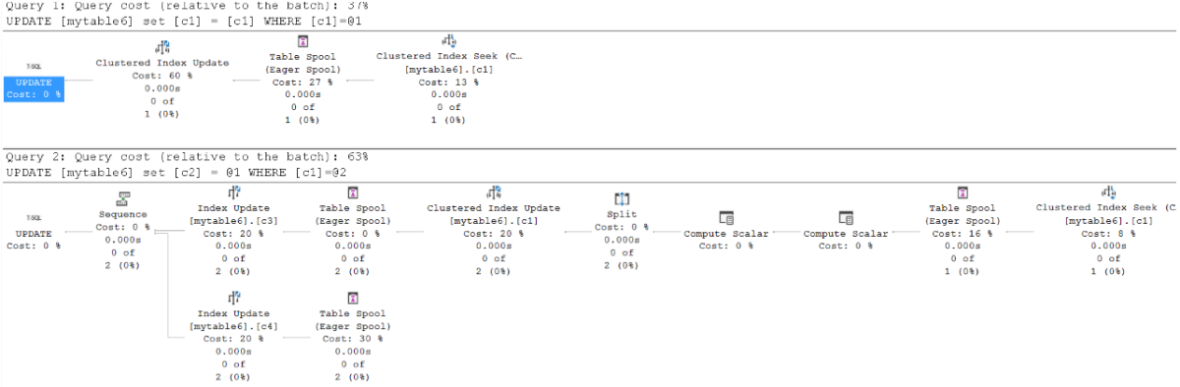 Query 1: Query cost (relative to the batch): 37%
UPDATE [mytable6] set [c1] = [c1] WHERE [c1]=@1
T-SQL
UPDATE
Cost: 0 %
Clustered Index Update
Cost: 60 %
0.000s
0 of
1 (0%)
Table Spool
(Eager Spool)
Cost: 27 %
0.000s
0 of
1 (0%)
Clustered Index Seek (C…
[mytable6].[c1]
Cost: 13 %
0.000s
0 of
1 (0%)
Query 2: Query cost (relative to the batch): 63%
UPDATE [mytable6] set [c2] = @1 WHERE [c1]=@2
T-SQL
UPDATE
Cost: 0 %
Sequence
Cost: 0 %
0.000s
0 of
2 (0%)
Index Update
[mytable6].[c3]
Cost: 20 %
0.000s
0 of
2 (0%)
Table Spool
(Eager Spool)
Cost: 0 %
0.000s
0 of
2 (0%)
Clustered Index Update
[mytable6].[c1]
Cost: 20 %
0.000s
0 of
2 (0%)
Split
Cost: 0 %
0.000s
0 of
2 (0%)
Compute Scalar
Cost: 0 %
Compute Scalar
Cost: 0 %
Table Spool
(Eager Spool)
Cost: 16 %
0.000s
0 of
1 (0%)
Clustered Index Seek (C
[mytable6].[c1]
Cost: 8 %
0.000s
0 of
1 (0%)
Index Update
[mytable6].[c4]
Cost: 20 %
0.000s
0 of
2 (0%)
Table Spool
(Eager Spool)
Cost: 30 %
0.000s
0 of
2 (0%)